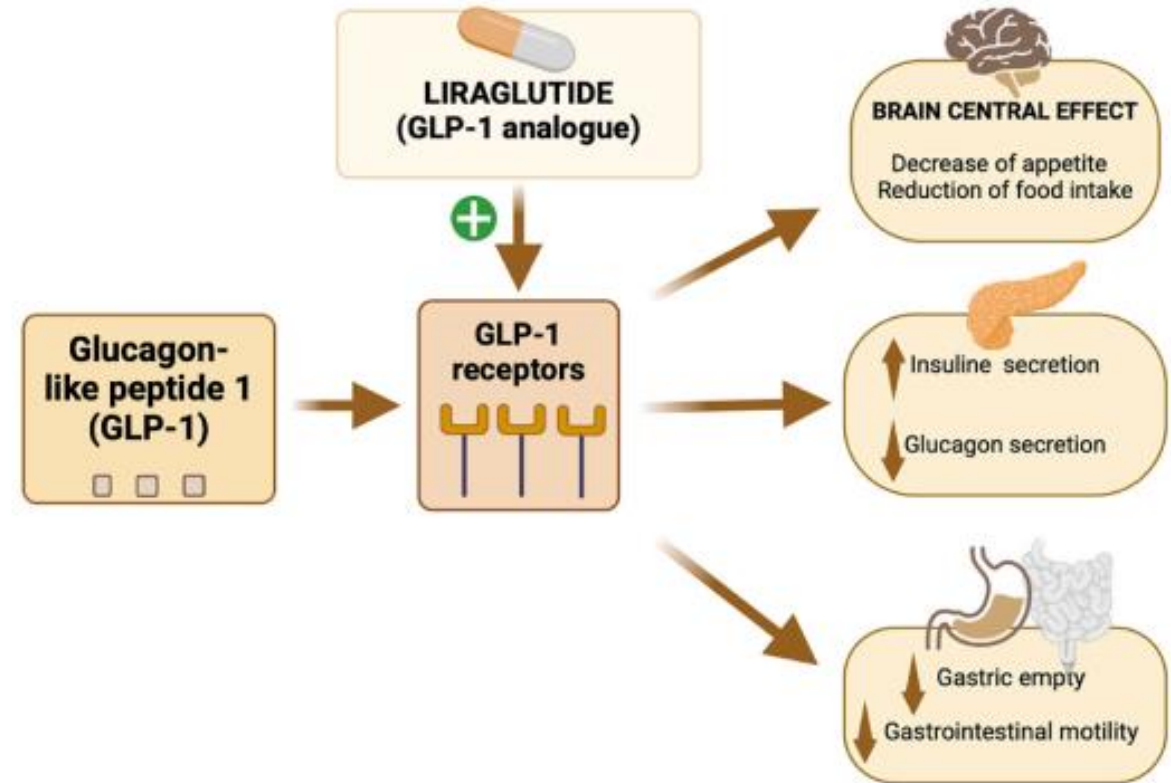 LIRAGLUTIDE
(GLP-1 analogue)
BRAIN CENTRAL EFFECT
Decrease of appetite
Reduction of food intake
Glucagon-
like peptide 1
(GLP-1)
GLP-1
receptors
Insuline secretion
Glucagon secretion
Gastric empty
Gastrointestinal motility